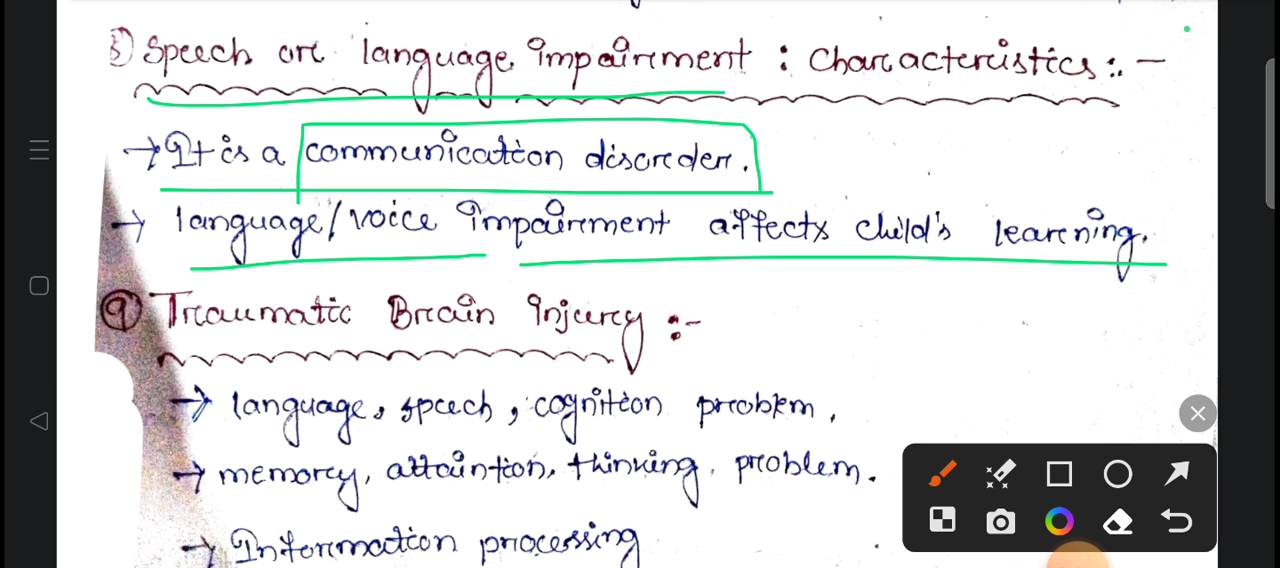 8) Speech or language impairment : Characteristics :. -
→ It is a communication disorder.
→ language/voice impairment affects child's learning.
9) Traumatic Brain Injury :-
→ language, speech, cognition problem,
→ memory, attaintion, thinking, problem.
→ Information processing